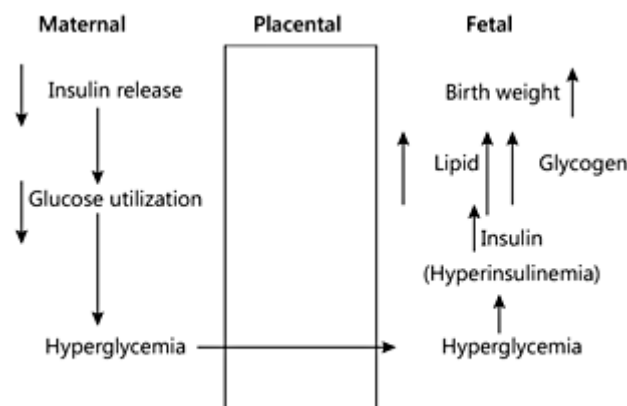 Maternal Placental Fetal
Insulin release Birth weight
Lipid Glycogen
Glucose utilization
Insulin
(Hyperinsulinemia)
Hyperglycemia Hyperglycemia